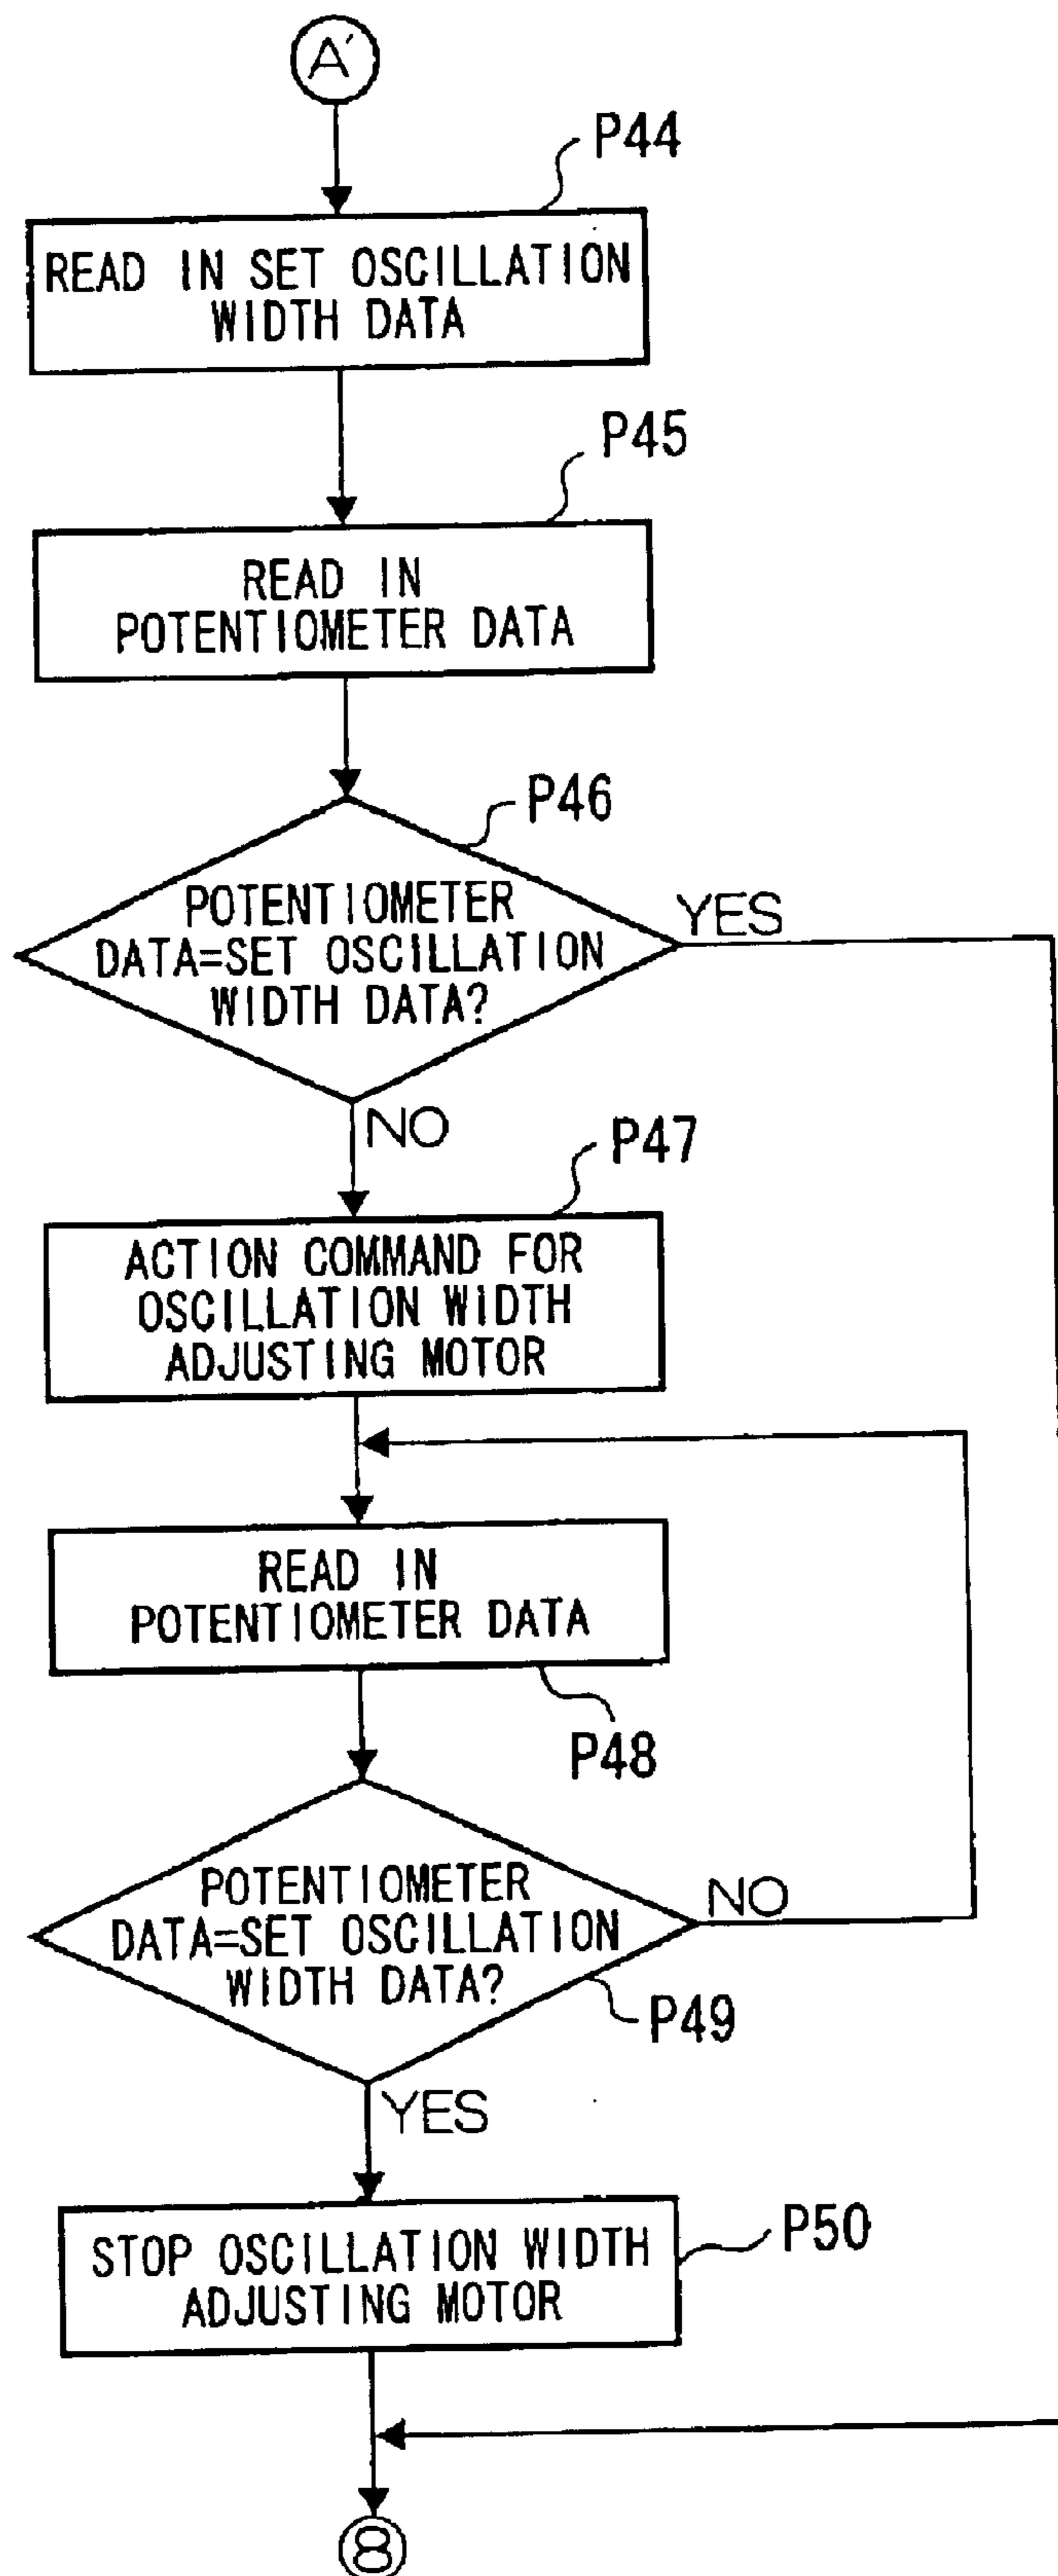 A'
P44
READ IN SET OSCILLATION
WIDTH DATA
P45
READ IN
POTENTIOMETER DATA
P46
POTENTIOMETER
DATA=SET OSCILLATION
WIDTH DATA?
YES
NO
P47
ACTION COMMAND FOR
OSCILLATION WIDTH
ADJUSTING MOTOR
READ IN
POTENTIOMETER DATA
P48
POTENTIOMETER
DATA=SET OSCILLATION
WIDTH DATA?
NO
P49
YES
STOP OSCILLATION WIDTH
ADJUSTING MOTOR
P50
8